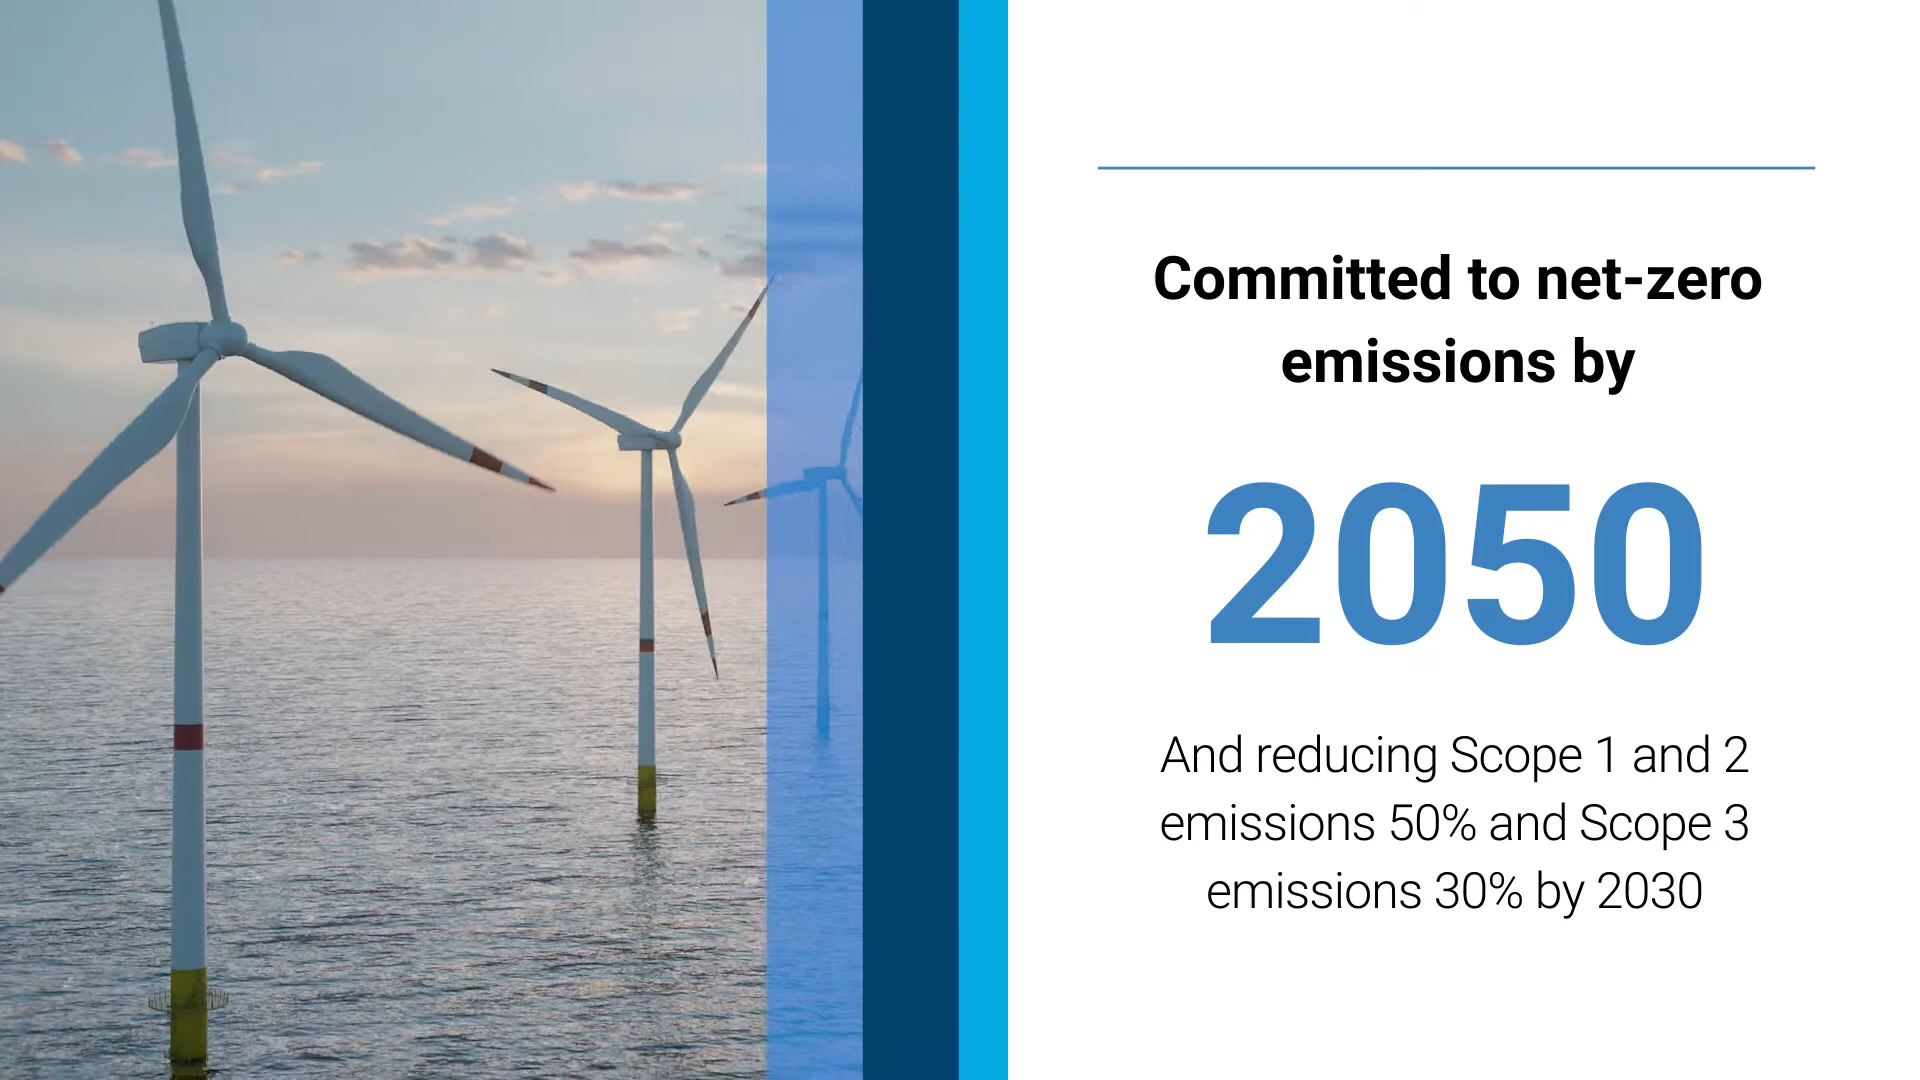 Committed to net-zero
emissions by
2050
And reducing Scope 1 and 2
emissions 50% and Scope 3
emissions 30% by 2030